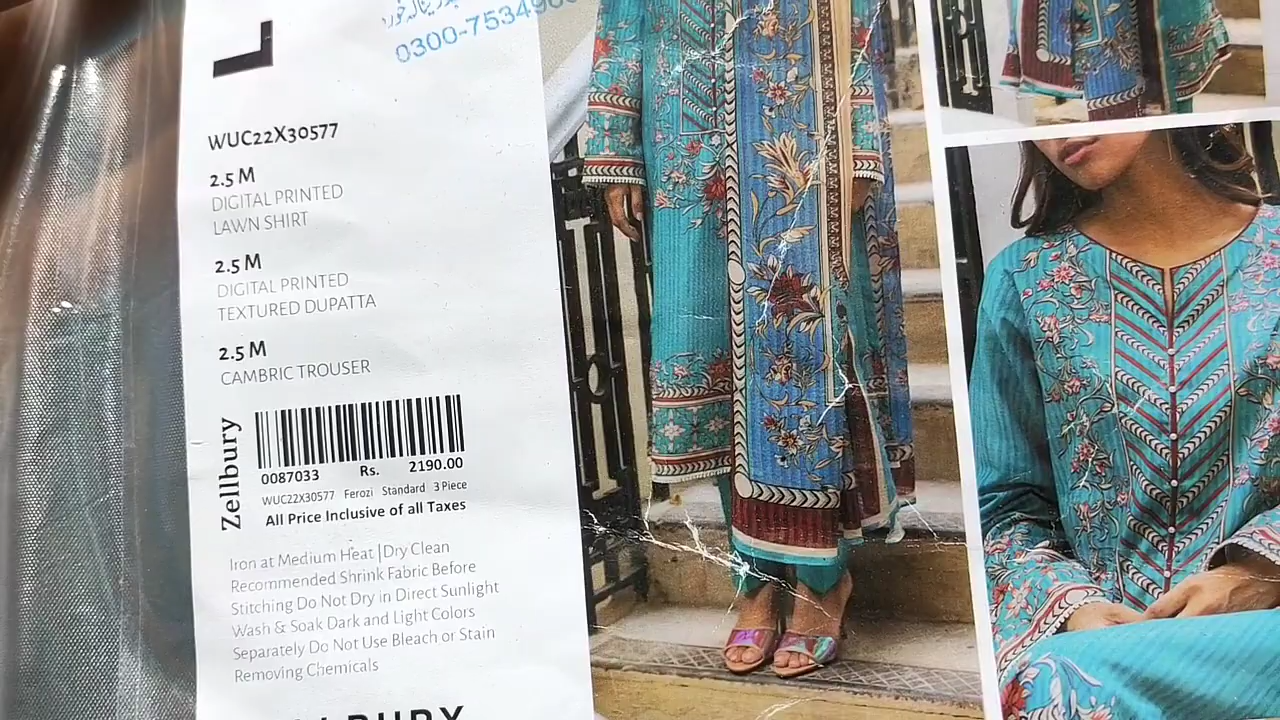 L
0300-75349
WUC22X30577
2.5 M
DIGITAL PRINTED
LAWN SHIRT
2.5 M
DIGITAL PRINTED
TEXTURED DUPATTA
2.5 M
CAMBRIC TROUSER
Zellbury
0087033 Rs. 2190.00
WUC22X30577 Ferozi Standard 3 Piece
All Price Inclusive of all Taxes
Iron at Medium Heat | Dry Clean
Recommended Shrink Fabric Before
Stitching Do Not Dry in Direct Sunlight
Wash & Soak Dark and Light Colors
Separately Do Not Use Bleach or Stain
Removing Chemicals
LBURY